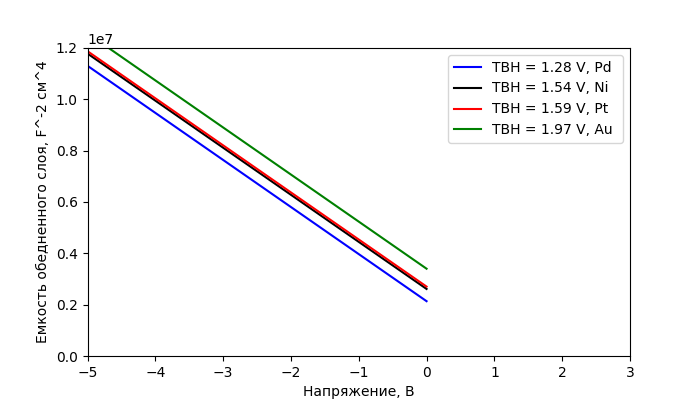 1e7
1.2
1.0
0.8
0.6
0.4
0.2
0.0
Емкость обедненного слоя, F^-2 см^4
TBH = 1.28 V, Pd
TBH = 1.54 V, Ni
TBH = 1.59 V, Pt
TBH = 1.97 V, Au
−5 −4 −3 −2 −1 0 1 2 3
Напряжение, В